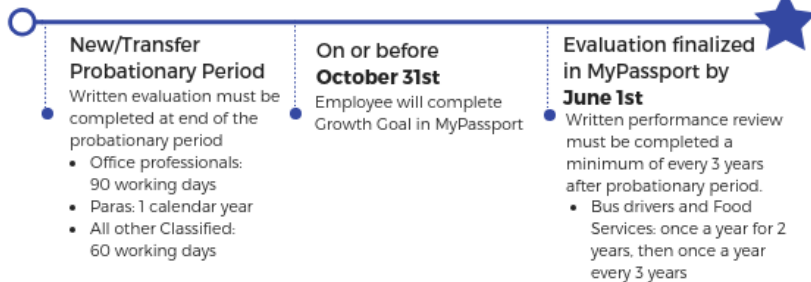 New/Transfer
Probationary Period
Written evaluation must be
completed at end of the
probationary period
• Office professionals:
90 working days
• Paras: 1 calendar year
• All other Classified:
60 working days
On or before
October 31st
Employee will complete
Growth Goal in MyPassport
Evaluation finalized
in MyPassport by
June 1st
Written performance review
must be completed a
minimum of every 3 years
after probationary period.
• Bus drivers and Food
Services: once a year for 2
years, then once a year
every 3 years